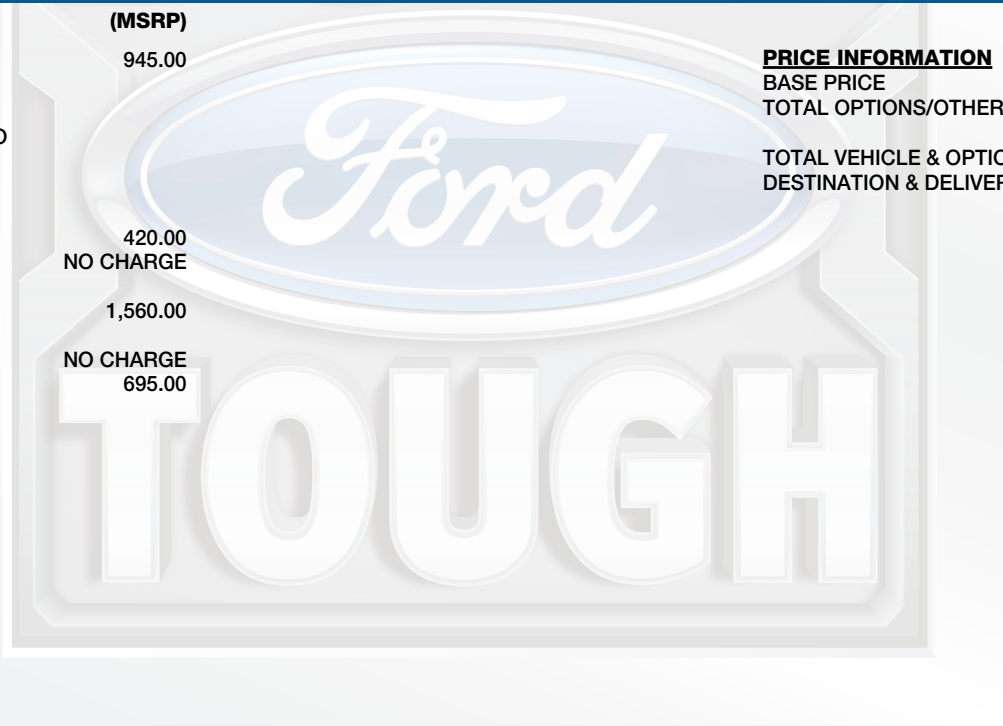 (MSRP)
945.00
420.00
NO CHARGE
1,560.00
NO CHARGE
695.00
PRICE INFORMATION
BASE PRICE
TOTAL OPTIONS/OTHER
TOTAL VEHICLE & OPTIO
DESTINATION & DELIVER
Ford
TOUGH